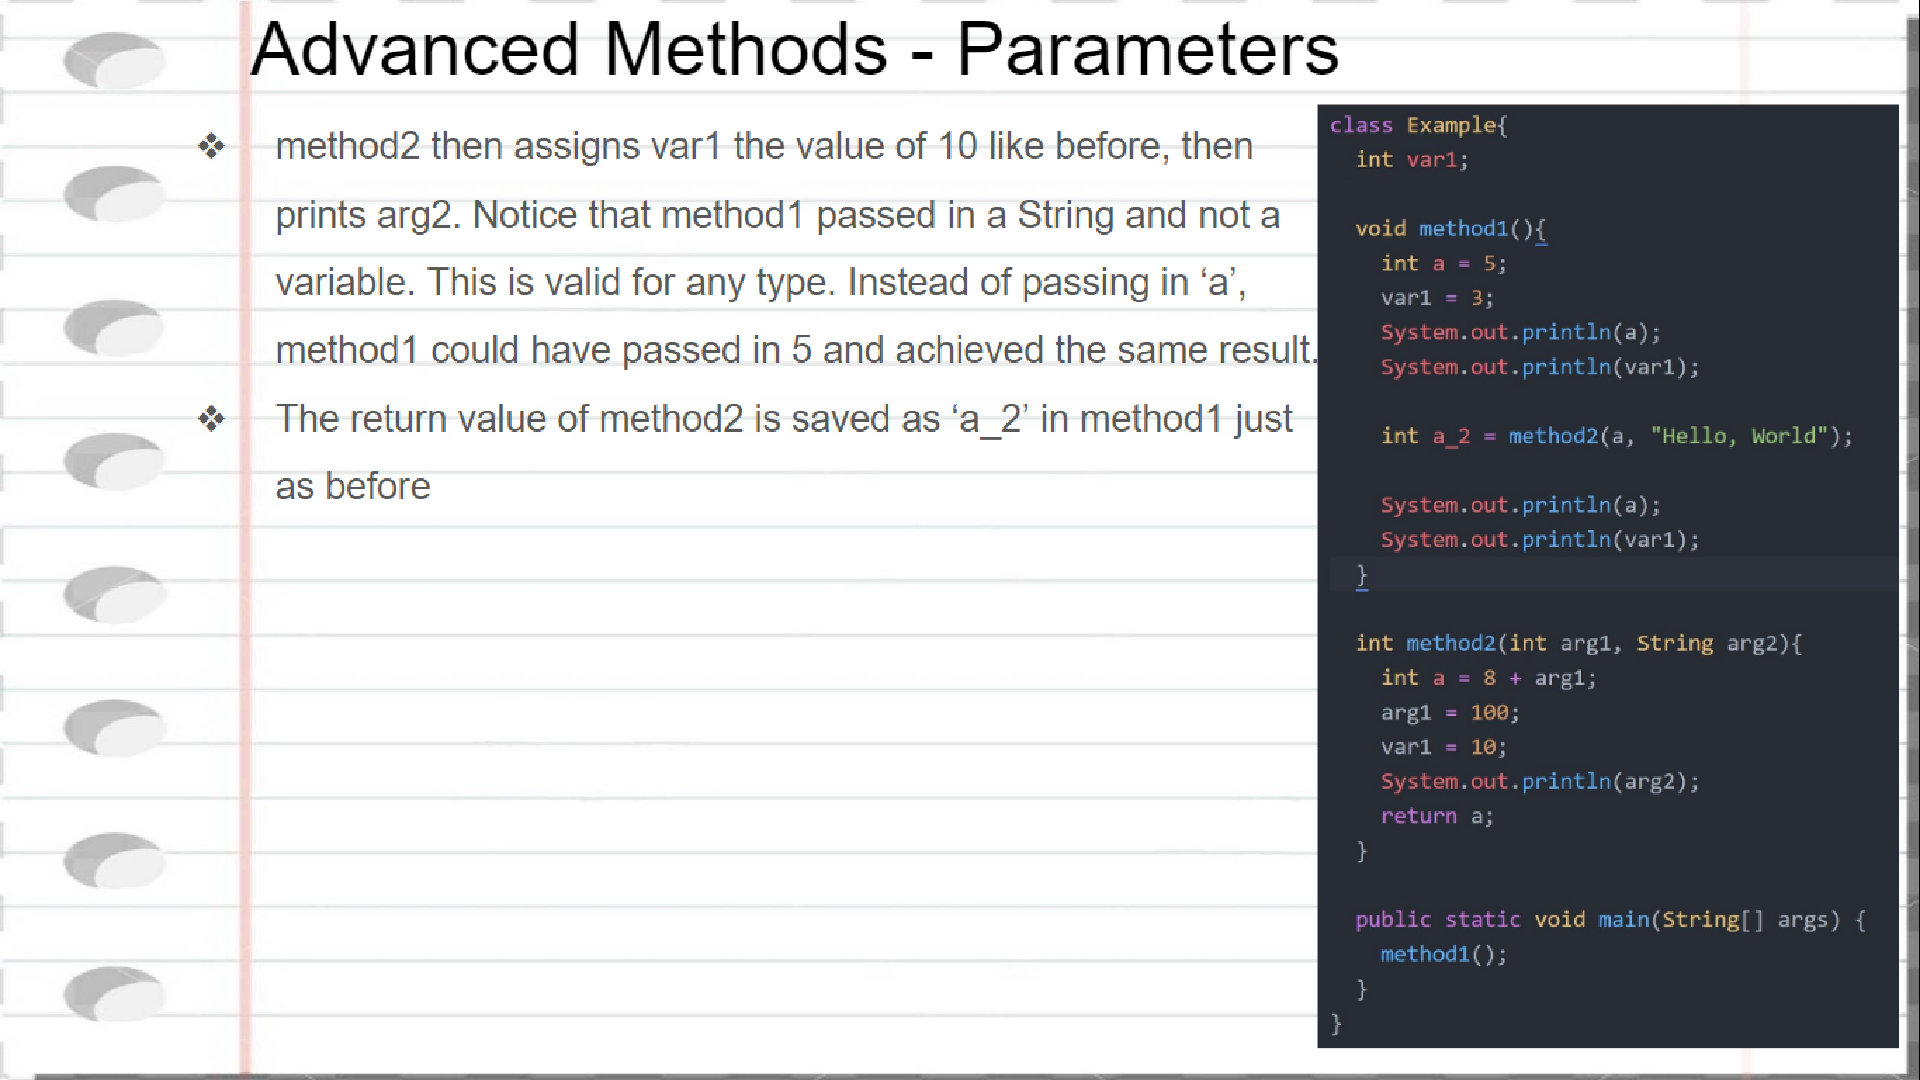 Advanced Methods - Parameters
❖ method2 then assigns var1 the value of 10 like before, then
prints arg2. Notice that method1 passed in a String and not a
variable. This is valid for any type. Instead of passing in ‘a’,
method1 could have passed in 5 and achieved the same result.
❖ The return value of method2 is saved as ‘a_2’ in method1 just
as before
class Example{
int var1;
void method1(){
int a = 5;
var1 = 3;
System.out.println(a);
System.out.println(var1);
int a_2 = method2(a, "Hello, World");
System.out.println(a);
System.out.println(var1);
}
int method2(int arg1, String arg2){
int a = 8 + arg1;
arg1 = 100;
var1 = 10;
System.out.println(arg2);
return a;
}
public static void main(String[] args) {
method1();
}
}